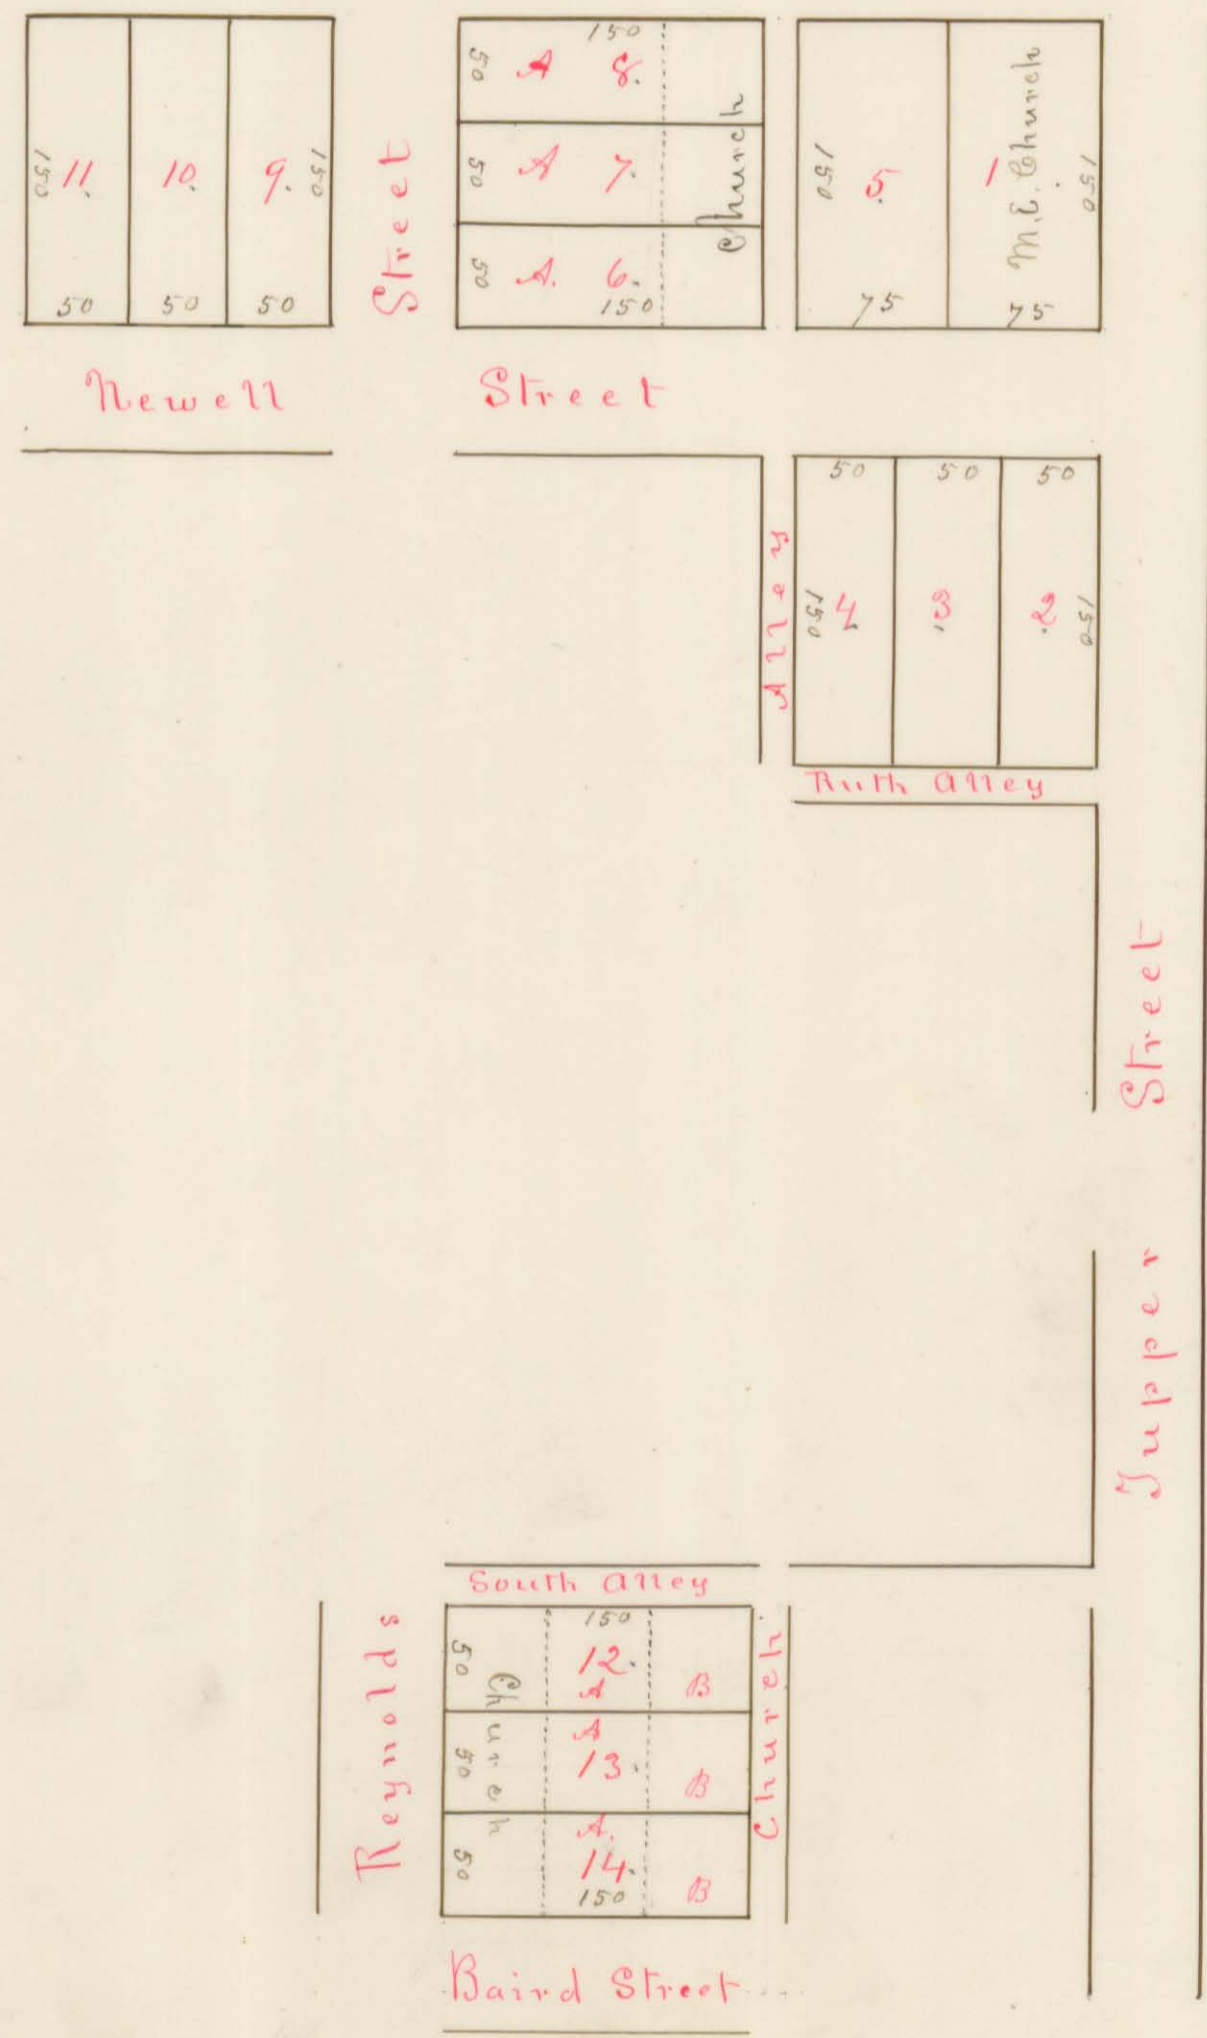 150
11.
150
50
10.
50
9.
150
50
Street
150
50 A 8.
50 A 7.
50 A. 6.
150
Church
150
5.
75
1
M.E. Church
150
75
Newell Street
Alley
50 50 50
150 4 3 2. 150
Ruth Alley
Street
Tupper
South Alley
Reynolds
Church
150
50 12. A B
50 A 13. B
50 A. 14. B
150
Church
Baird Street